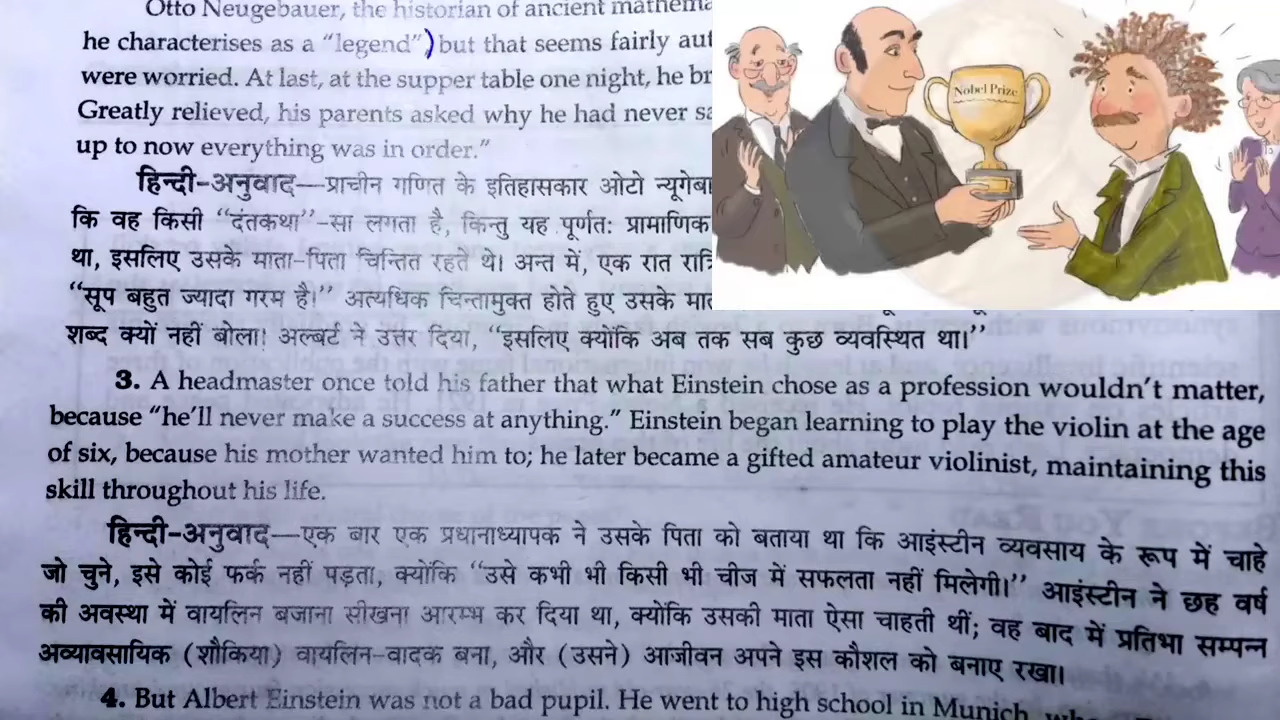 Otto Neugebauer, the historian of ancient
he characterises as a “legend”) but that seems fairly
were worried. At last, at the supper table one night, he
Greatly relieved, his parents asked why he had never
up to now everything was in order.”
हिन्दी-अनुवाद—प्राचीन गणित के इतिहासकार ओटो
कि वह किसी “दंतकथा”-सा लगता है, किन्तु यह पूर्णतः प्रामाणिक
था, इसलिए उसके माता-पिता चिन्तित रहते थे। अन्त में, एक रात
“सूप बहुत ज्यादा गरम है।” अत्यधिक चिन्तामुक्त होते हुए उसके
शब्द क्यों नहीं बोला। अल्बर्ट ने उत्तर दिया, “इसलिए क्योंकि अब तक सब कुछ व्यवस्थित था।”
3. A headmaster once told his father that what Einstein chose as a profession wouldn’t matter,
because “he’ll never make a success at anything.” Einstein began learning to play the violin at the age
of six, because his mother wanted him to; he later became a gifted amateur violinist, maintaining this
skill throughout his life.
हिन्दी-अनुवाद—एक बार एक प्रधानाध्यापक ने उसके पिता को बताया था कि आइंस्टीन व्यवसाय के रूप में चाहे
जो चुने, इसे कोई फर्क नहीं पड़ता, क्योंकि “उसे कभी भी किसी भी चीज में सफलता नहीं मिलेगी।” आइंस्टीन ने छह वर्ष
की अवस्था में वायलिन बजाना सीखना आरम्भ कर दिया था, क्योंकि उसकी माता ऐसा चाहती थीं; वह बाद में प्रतिभा सम्पन्न
अव्यावसायिक (शौकिया) वायलिन-वादक बना, और (उसने) आजीवन अपने इस कौशल को बनाए रखा।
4. But Albert Einstein was not a bad pupil. He went to high school in Munich,
Nobel Prize